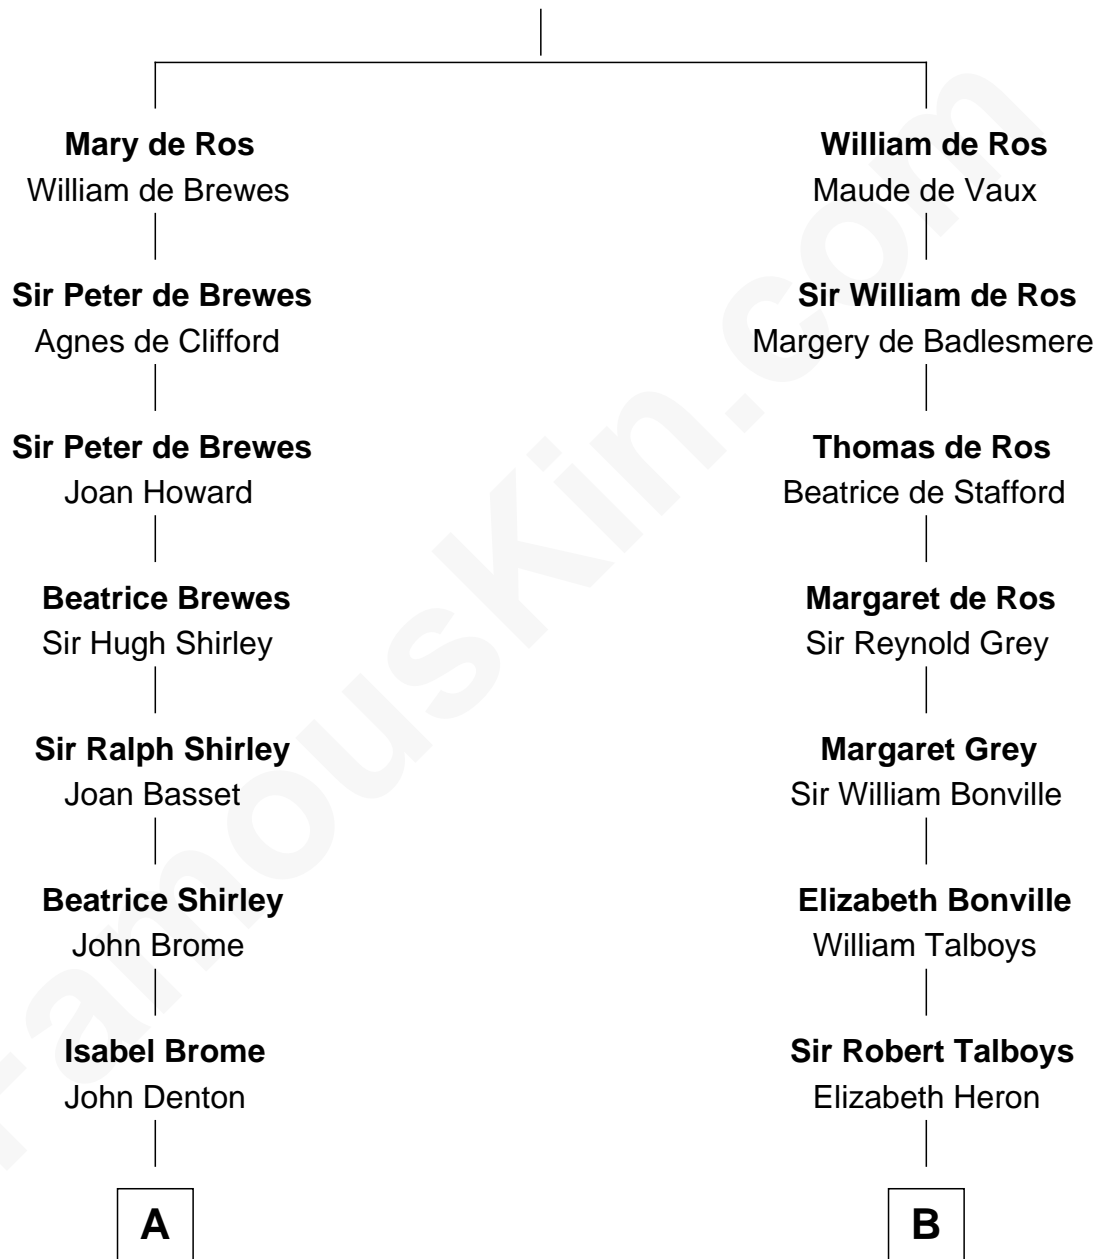 Mary de Ros
William de Brewes
Sir Peter de Brewes
Agnes de Clifford
Sir Peter de Brewes
Joan Howard
Beatrice Brewes
Sir Hugh Shirley
Sir Ralph Shirley
Joan Basset
Beatrice Shirley
John Brome
Isabel Brome
John Denton
A
William de Ros
Maude de Vaux
Sir William de Ros
Margery de Badlesmere
Thomas de Ros
Beatrice de Stafford
Margaret de Ros
Sir Reynold Grey
Margaret Grey
Sir William Bonville
Elizabeth Bonville
William Talboys
Sir Robert Talboys
Elizabeth Heron
B
FamousKin.com